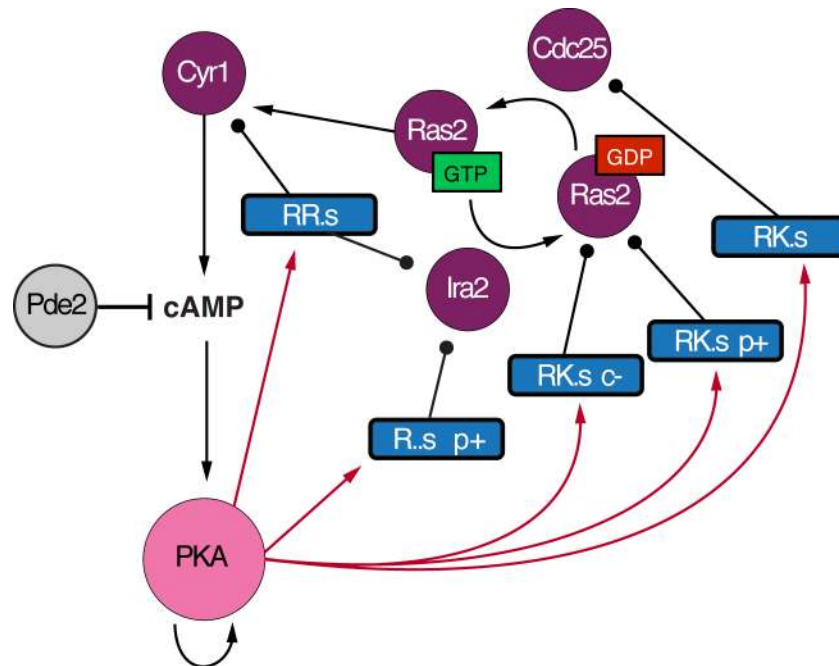 Cdc25
Cyr1
Ras2
GTP
GDP
Ras2
RR.s
RK.s
Ira2
Pde2
cAMP
RK.s p+
RK.s c-
R..s p+
PKA